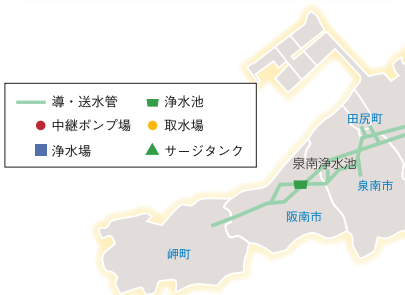 導・送水管
浄水池
中継ポンプ場
取水場
浄水場
サージタンク
田尻町
泉南浄水池
泉南市
阪南市
岬町